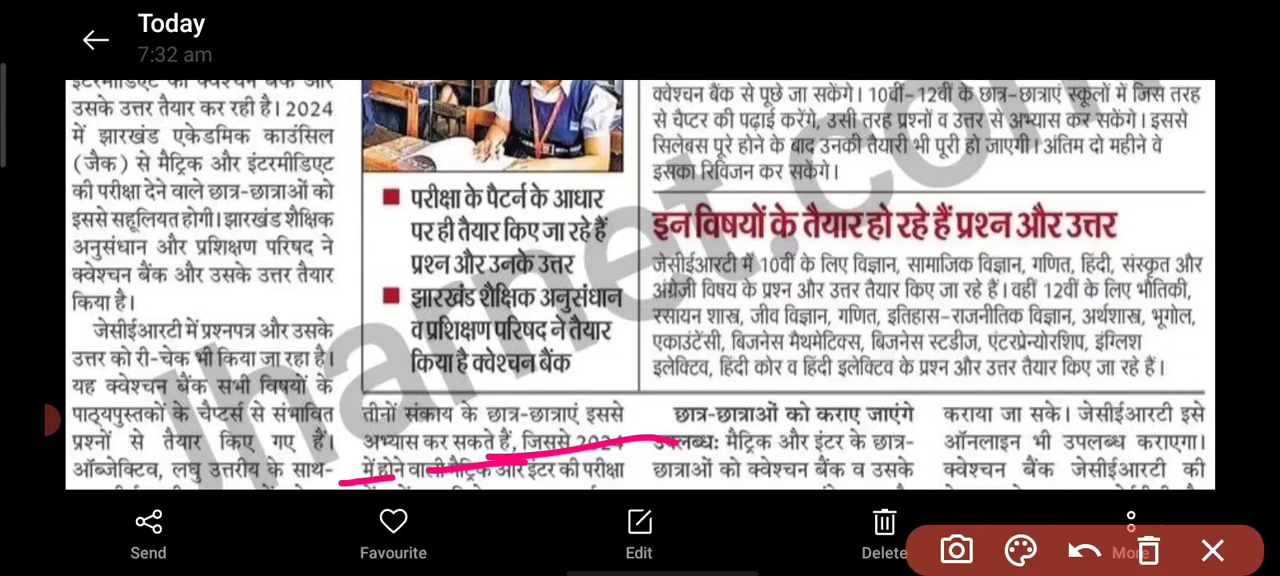 Today
7:32 am
इंटरमीडिएट का क्वेश्चन बैंक और
उसके उत्तर तैयार कर रही है। 2024
में झारखंड एकेडमिक काउंसिल
(जैक) से मैट्रिक और इंटरमीडिएट
की परीक्षा देने वाले छात्र-छात्राओं को
इससे सहूलियत होगी। झारखंड शैक्षिक
अनुसंधान और प्रशिक्षण परिषद ने
क्वेश्चन बैंक और उसके उत्तर तैयार
किया है।
जेसीईआरटी में प्रश्नपत्र और उसके
उत्तर को री-चेक भी किया जा रहा है।
यह क्वेश्चन बैंक सभी विषयों के
पाठ्यपुस्तकों के चैप्टर्स से संभावित
प्रश्नों से तैयार किए गए हैं।
ऑब्जेक्टिव, लघु उत्तरीय के साथ-
परीक्षा के पैटर्न के आधार
पर ही तैयार किए जा रहे हैं
प्रश्न और उनके उत्तर
झारखंड शैक्षिक अनुसंधान
व प्रशिक्षण परिषद ने तैयार
किया है क्वेश्चन बैंक
तीनों संकाय के छात्र-छात्राएं इससे
अभ्यास कर सकते हैं, जिससे 2024
में होने वाली मैट्रिक और इंटर की परीक्षा
क्वेश्चन बैंक से पूछे जा सकेंगे। 10वीं-12वीं के छात्र-छात्राएं स्कूलों में जिस तरह
से चैप्टर की पढ़ाई करेंगे, उसी तरह प्रश्नों व उत्तर से अभ्यास कर सकेंगे। इससे
सिलेबस पूरे होने के बाद उनकी तैयारी भी पूरी हो जाएगी। अंतिम दो महीने वे
इसका रिविजन कर सकेंगे।
इन विषयों के तैयार हो रहे हैं प्रश्न और उत्तर
जेसीईआरटी में 10वीं के लिए विज्ञान, सामाजिक विज्ञान, गणित, हिंदी, संस्कृत और
अंग्रेजी विषय के प्रश्न और उत्तर तैयार किए जा रहे हैं। वहीं 12वीं के लिए भौतिकी,
रसायन शास्त्र, जीव विज्ञान, गणित, इतिहास-राजनीतिक विज्ञान, अर्थशास्त्र, भूगोल,
एकाउंटेंसी, बिजनेस मैथमेटिक्स, बिजनेस स्टडीज, एंटरप्रेन्योरशिप, इंग्लिश
इलेक्टिव, हिंदी कोर व हिंदी इलेक्टिव के प्रश्न और उत्तर तैयार किए जा रहे हैं।
छात्र-छात्राओं को कराए जाएंगे
उपलब्ध: मैट्रिक और इंटर के छात्र-
छात्राओं को क्वेश्चन बैंक व उसके
कराया जा सके। जेसीईआरटी इसे
ऑनलाइन भी उपलब्ध कराएगा।
क्वेश्चन बैंक जेसीईआरटी की
Jharnet.com
Send
Favourite
Edit
Delete
More